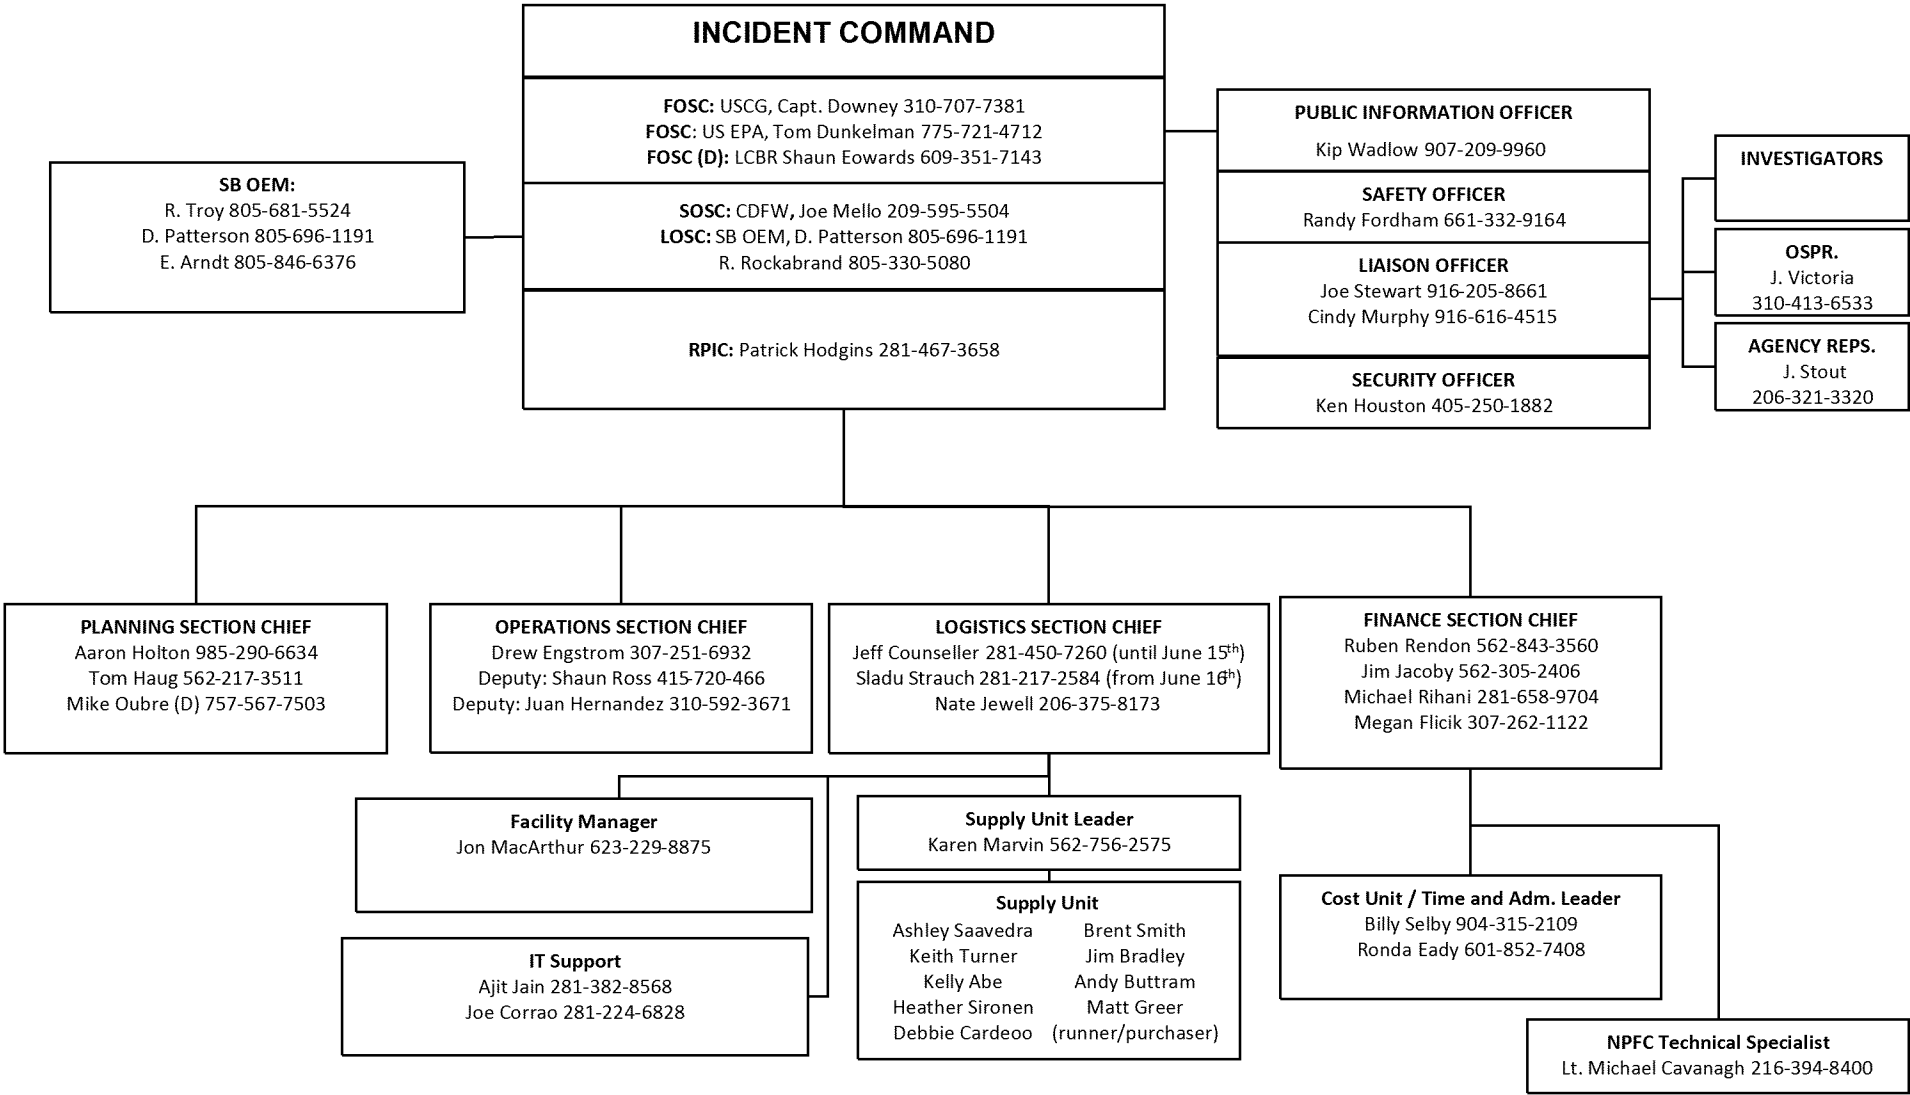 INCIDENT COMMAND
FOSC: USCG, Capt. Downey 310-707-7381
FOSC: US EPA, Tom Dunkelman 775-721-4712
FOSC (D): LCBR Shaun Eowards 609-351-7143
SOSC: CDFW, Joe Mello 209-595-5504
LOSC: SB OEM, D. Patterson 805-696-1191
R. Rockabrand 805-330-5080
RPIC: Patrick Hodgins 281-467-3658
SB OEM:
R. Troy 805-681-5524
D. Patterson 805-696-1191
E. Arndt 805-846-6376
PUBLIC INFORMATION OFFICER
Kip Wadlow 907-209-9960
SAFETY OFFICER
Randy Fordham 661-332-9164
LIAISON OFFICER
Joe Stewart 916-205-8661
Cindy Murphy 916-616-4515
SECURITY OFFICER
Ken Houston 405-250-1882
INVESTIGATORS
OSPR.
J. Victoria
310-413-6533
AGENCY REPS.
J. Stout
206-321-3320
PLANNING SECTION CHIEF
Aaron Holton 985-290-6634
Tom Haug 562-217-3511
Mike Oubre (D) 757-567-7503
OPERATIONS SECTION CHIEF
Drew Engstrom 307-251-6932
Deputy: Shaun Ross 415-720-466
Deputy: Juan Hernandez 310-592-3671
LOGISTICS SECTION CHIEF
Jeff Counseller 281-450-7260 (until June 15th)
Sladu Strauch 281-217-2584 (from June 16th)
Nate Jewell 206-375-8173
FINANCE SECTION CHIEF
Ruben Rendon 562-843-3560
Jim Jacoby 562-305-2406
Michael Rihani 281-658-9704
Megan Flicik 307-262-1122
Facility Manager
Jon MacArthur 623-229-8875
IT Support
Ajit Jain 281-382-8568
Joe Corrao 281-224-6828
Supply Unit Leader
Karen Marvin 562-756-2575
Supply Unit
Ashley Saavedra Brent Smith
Keith Turner Jim Bradley
Kelly Abe Andy Buttram
Heather Sironen Matt Greer
Debbie Cardeoo (runner/purchaser)
Cost Unit / Time and Adm. Leader
Billy Selby 904-315-2109
Ronda Eady 601-852-7408
NPFC Technical Specialist
Lt. Michael Cavanagh 216-394-8400